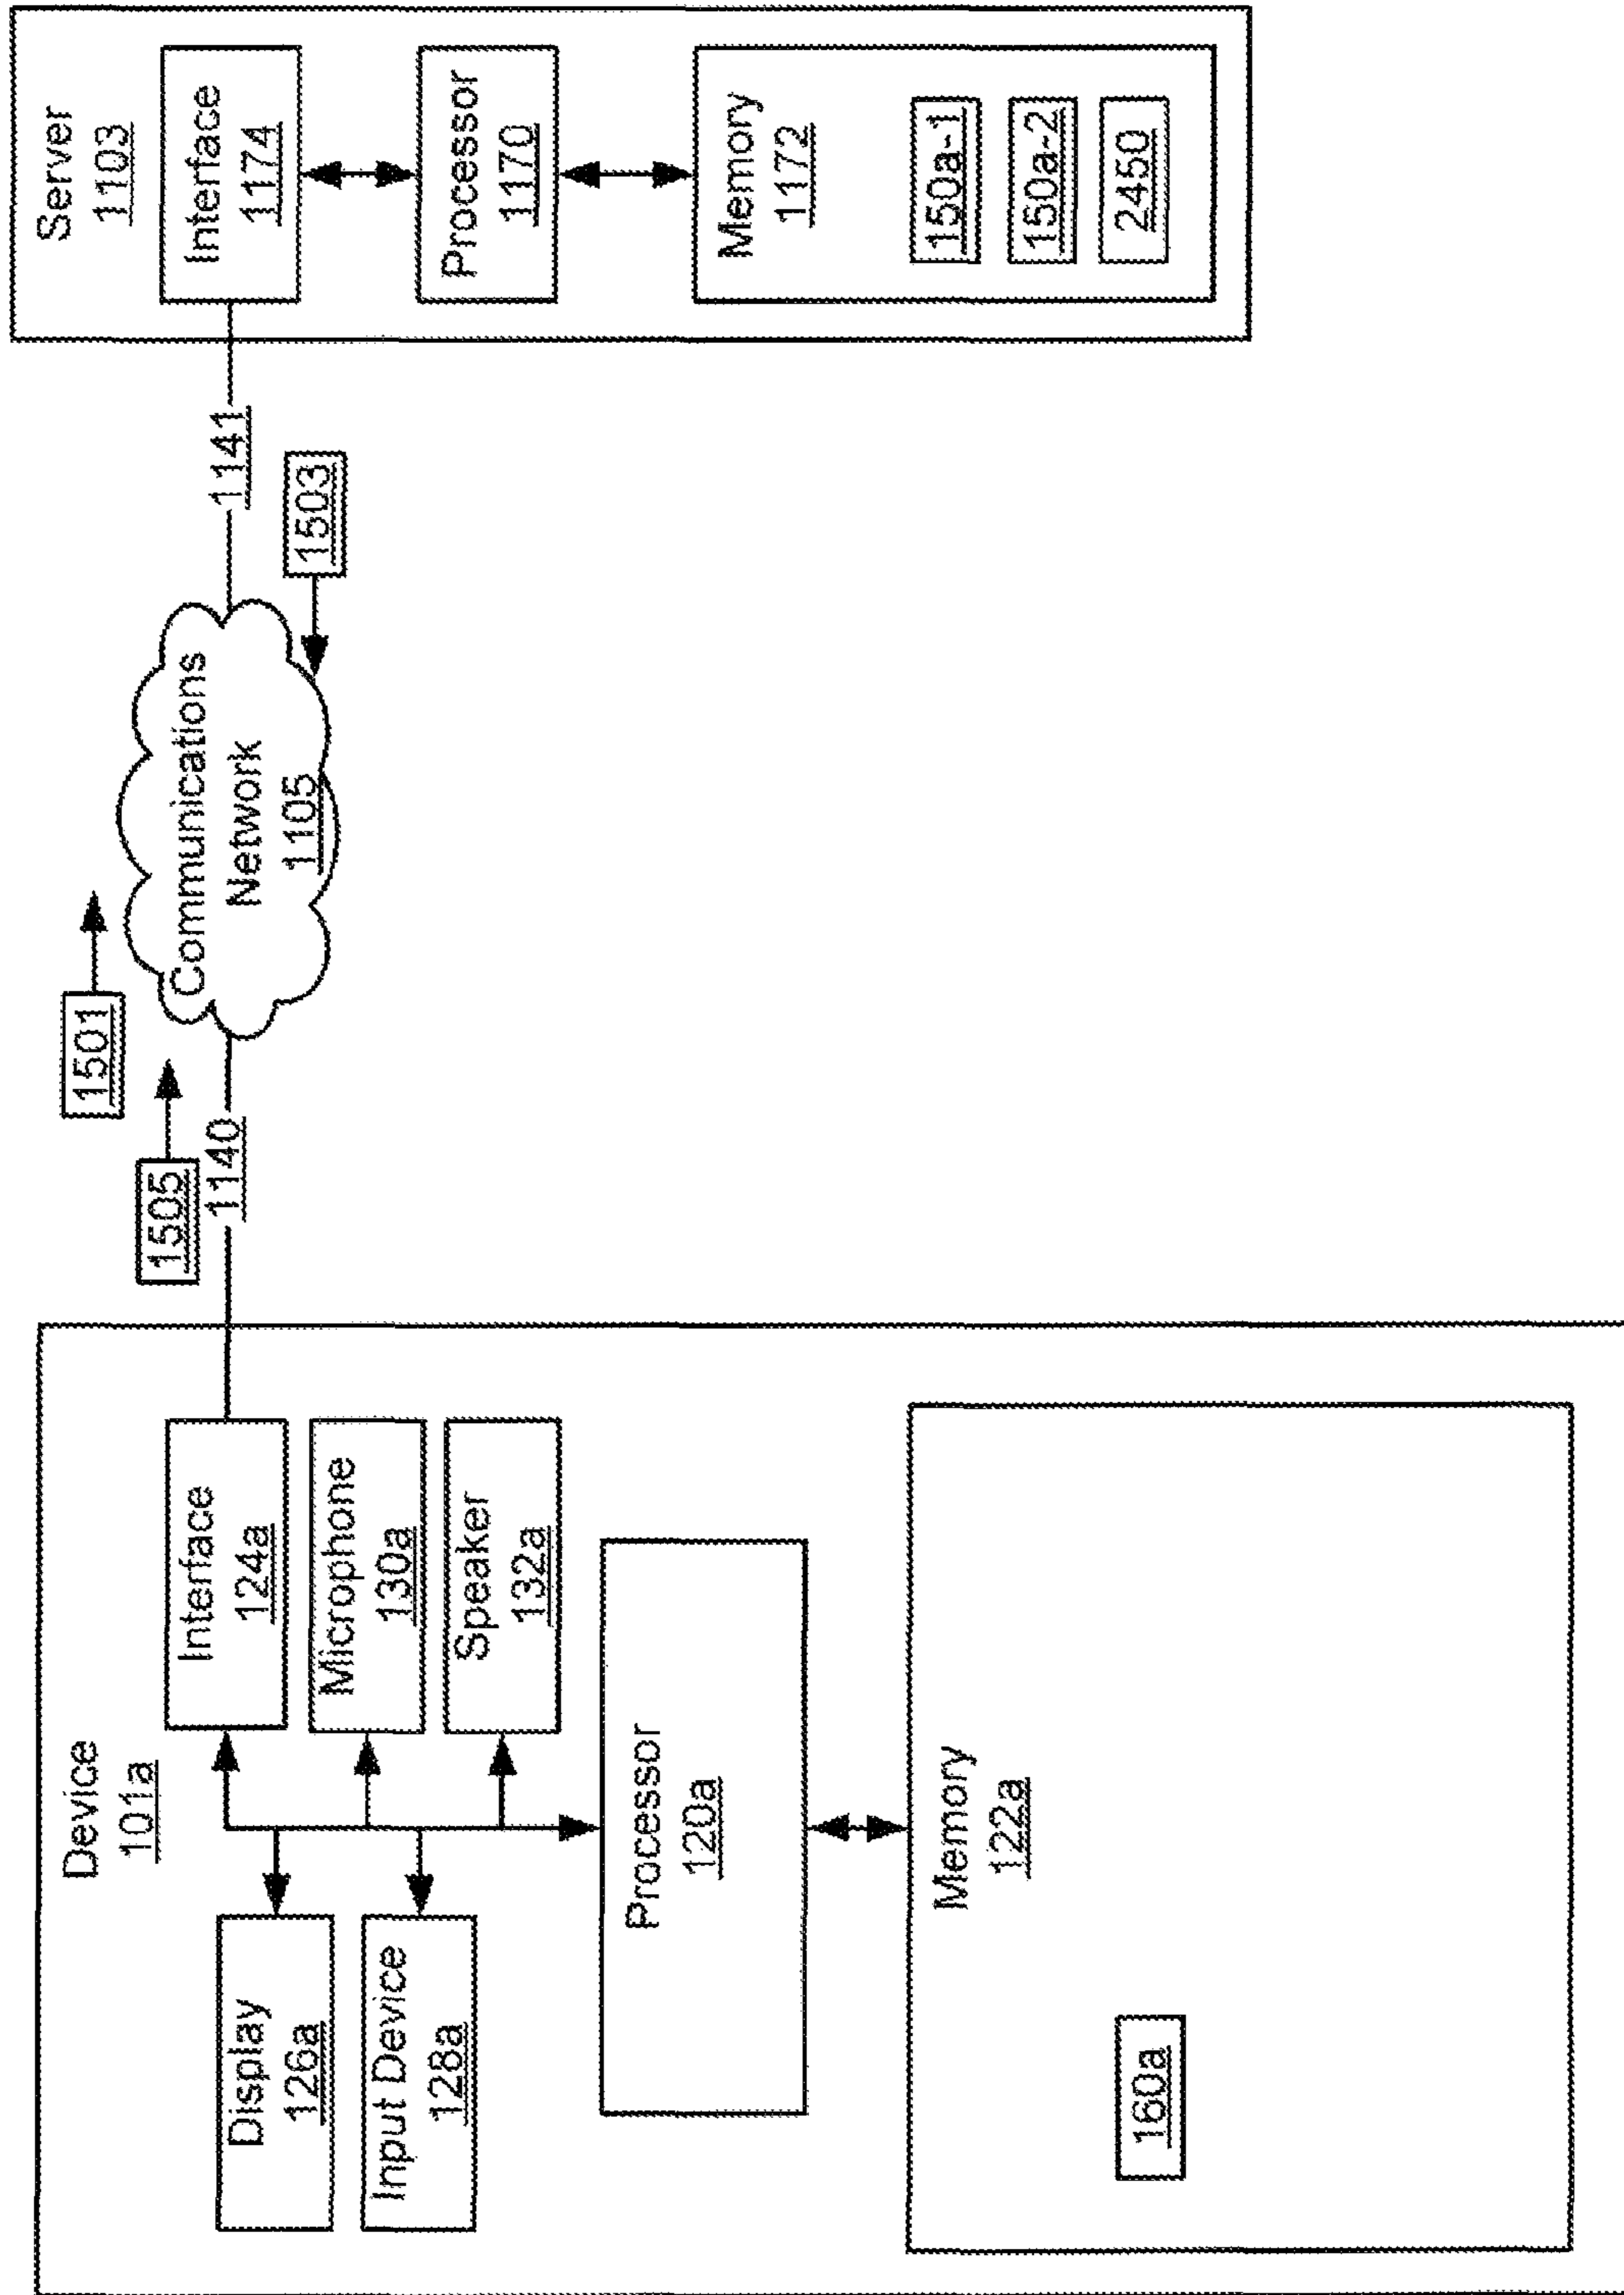 Device
101a
Display
126a
Input Device
128a
Interface
124a
Microphone
130a
Speaker
132a
Processor
120a
Memory
122a
160a
1501
1505
1140
Communications
Network
1105
1503
1141
Server
1103
Interface
1174
Processor
1170
Memory
1172
150a-1
150a-2
2450